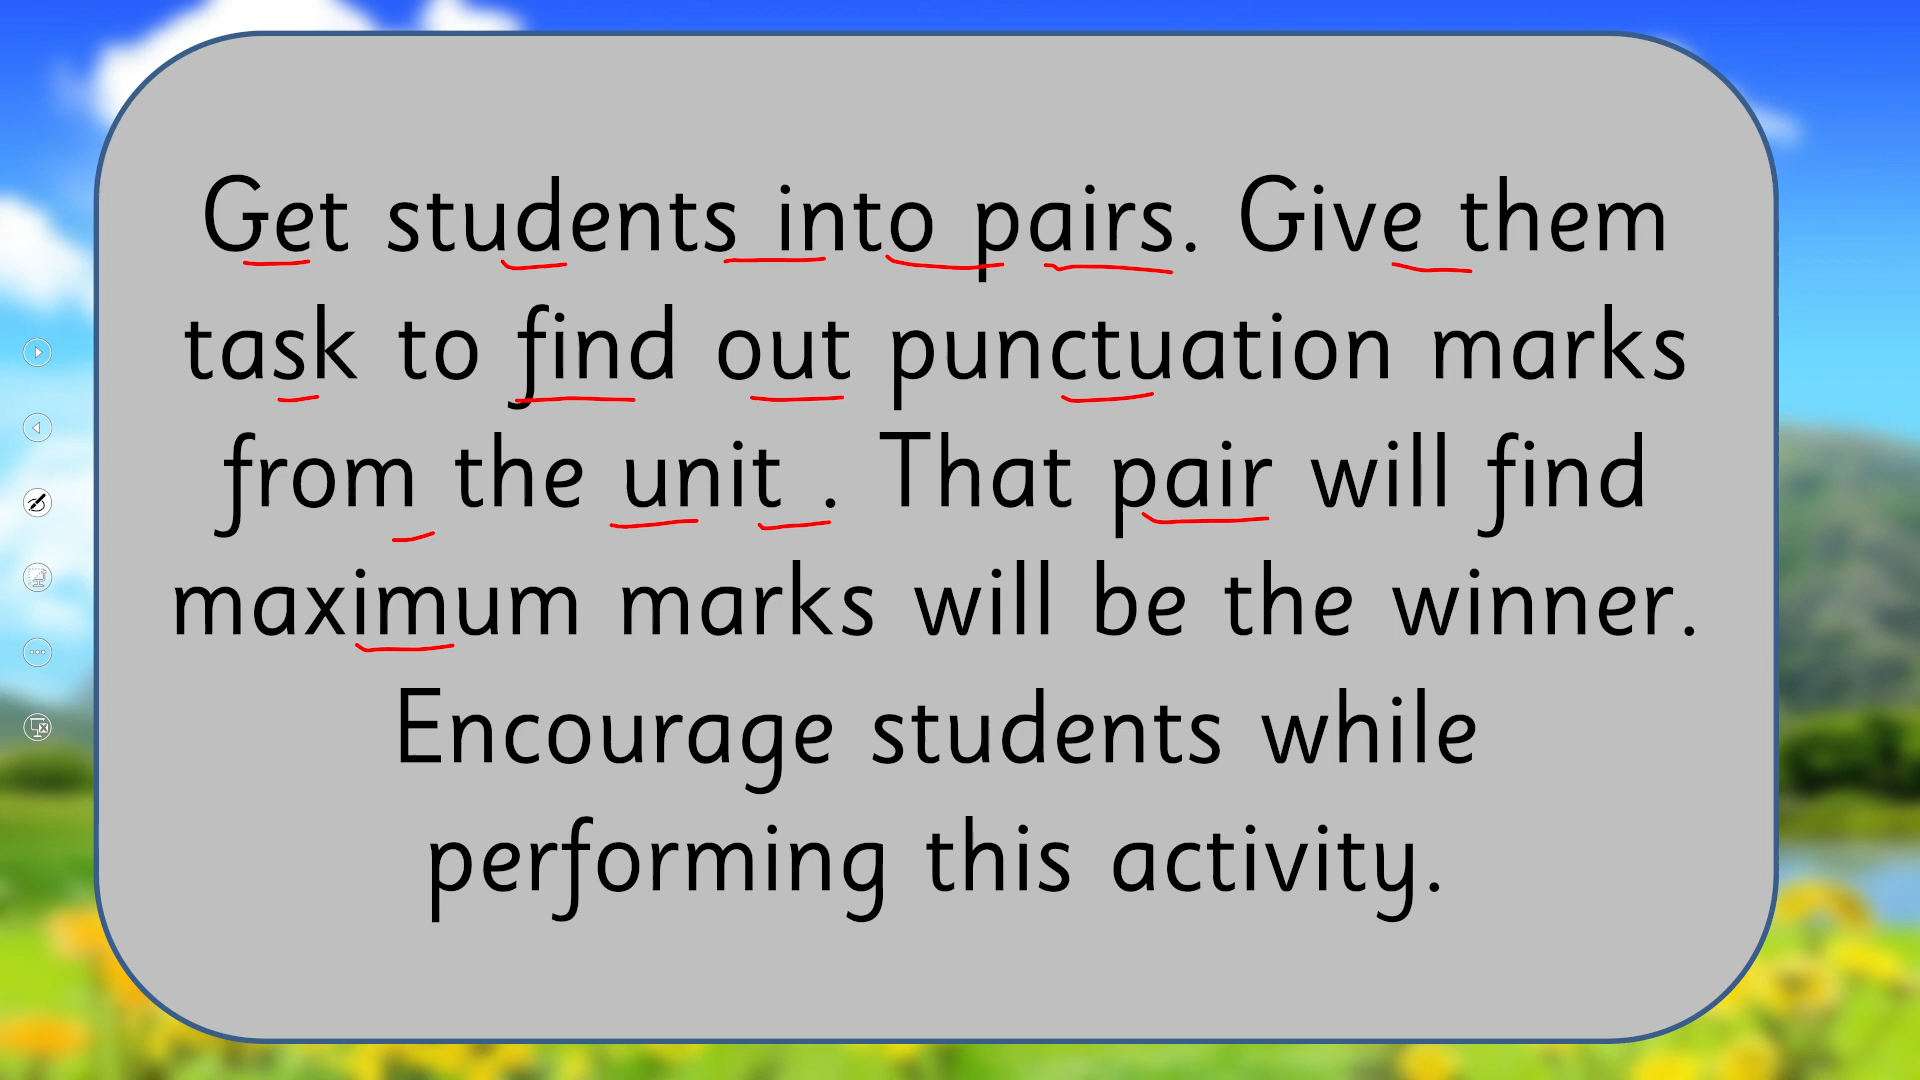 Get students into pairs. Give them
task to find out punctuation marks
from the unit . That pair will find
maximum marks will be the winner.
Encourage students while
performing this activity.